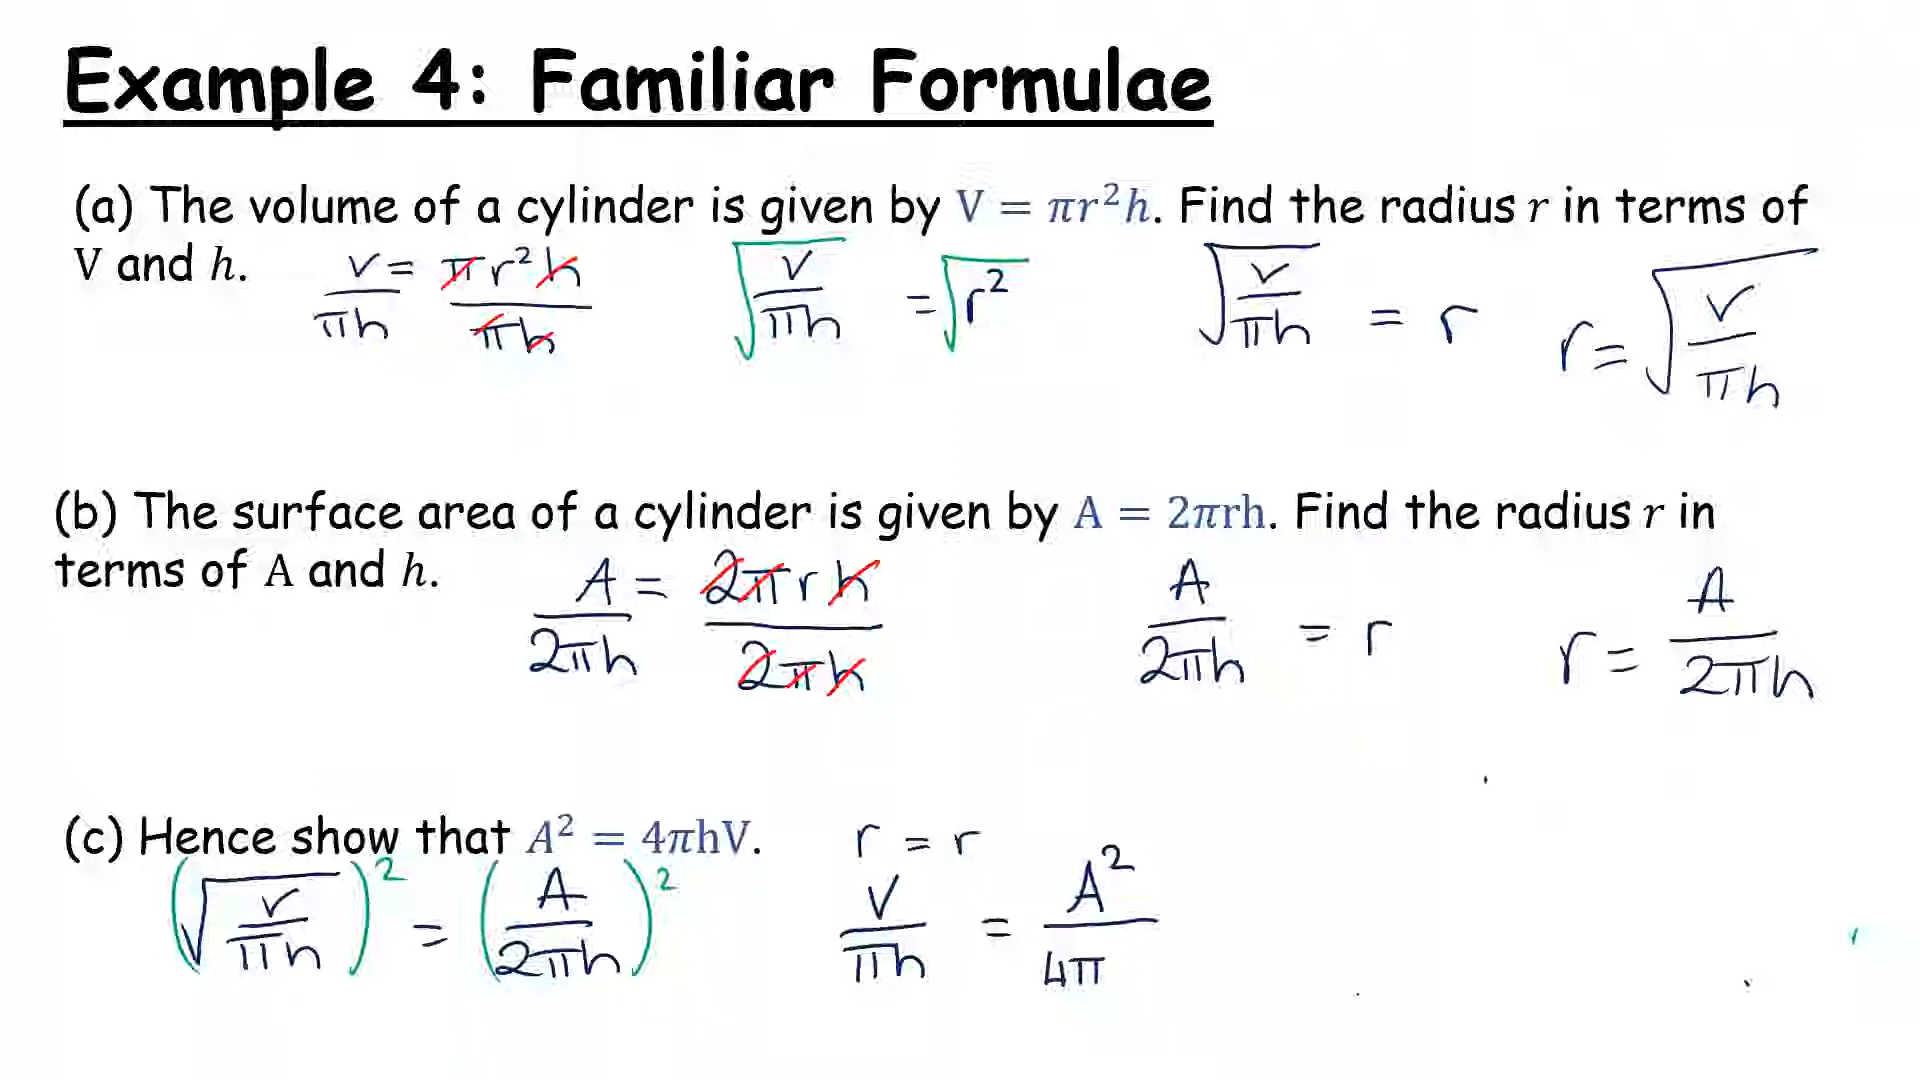 Example 4: Familiar Formulae
(a) The volume of a cylinder is given by V = πr²h. Find the radius r in terms of
V and h.
V/πh = πr²h/πh √(V/πh) = √r² √(V/πh) = r r = √(V/πh)
(b) The surface area of a cylinder is given by A = 2πrh. Find the radius r in
terms of A and h.
A/2πh = 2πrh/2πh A/2πh = r r = A/2πh
(c) Hence show that A² = 4πhV. r = r
(√(V/πh))² = (A/2πh)² V/πh = A²/4π